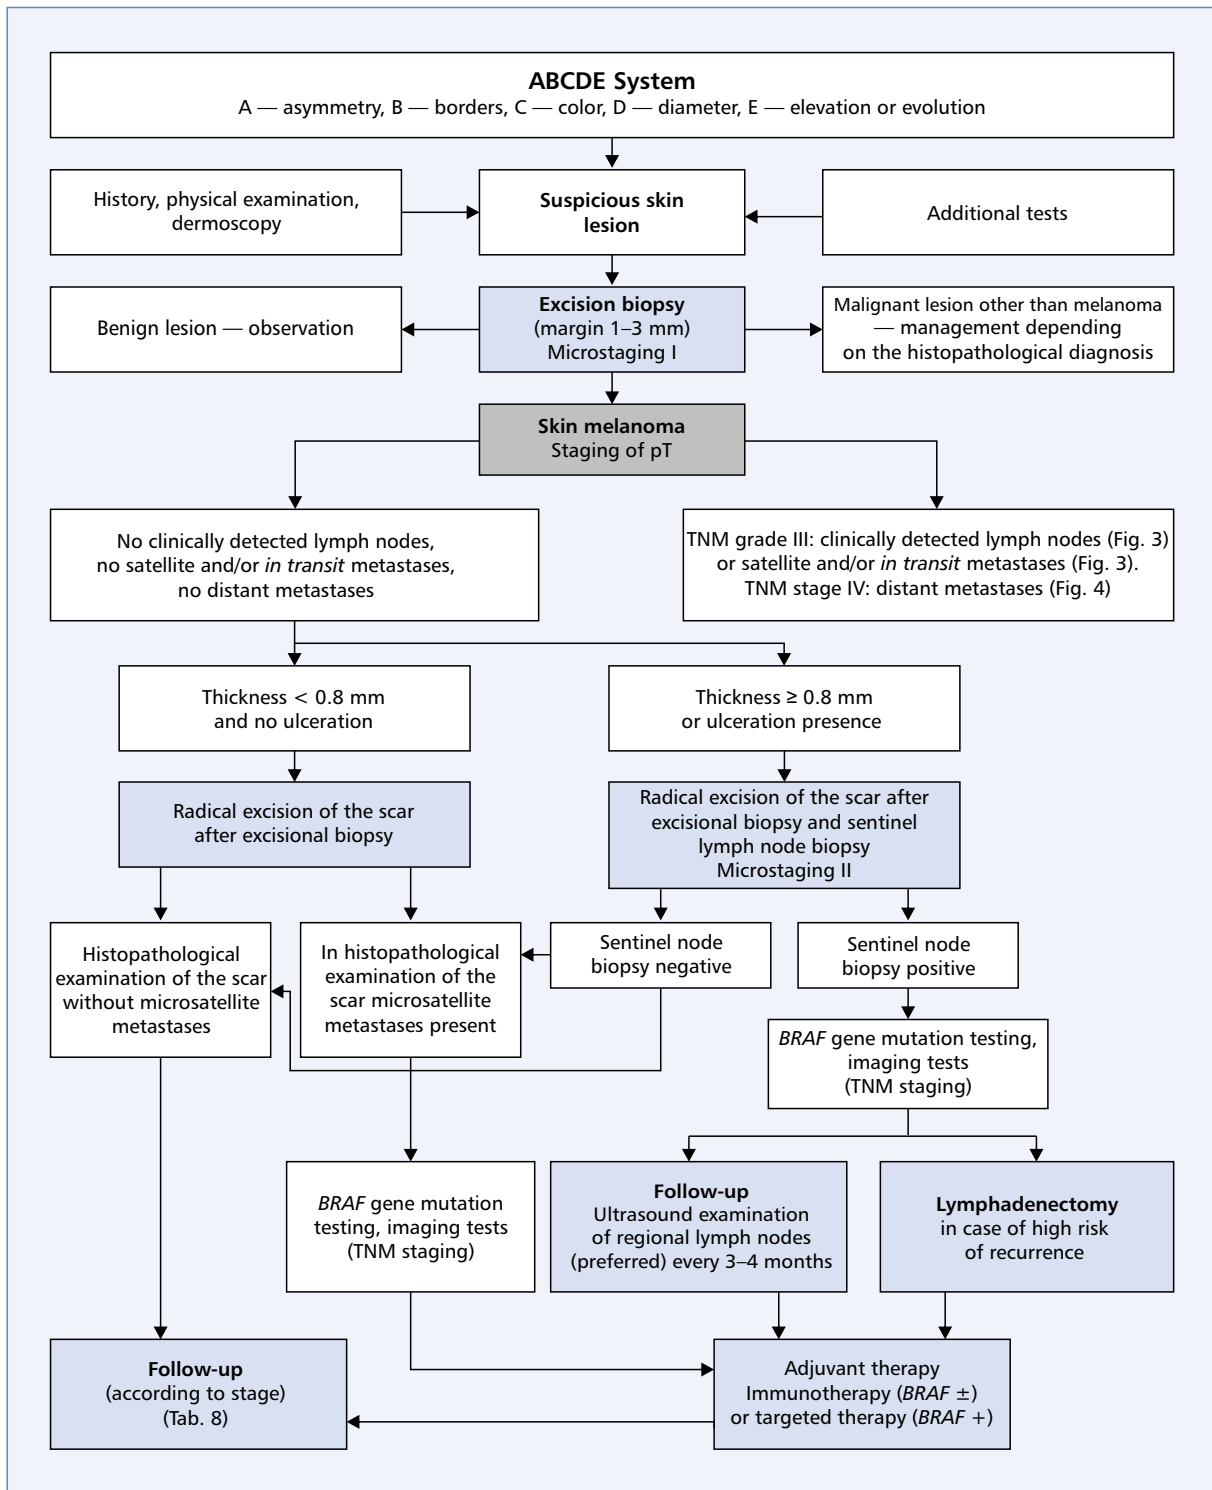 ABCDE System
A — asymmetry, B — borders, C — color, D — diameter, E — elevation or evolution
History, physical examination,
dermoscopy
Suspicious skin
lesion
Additional tests
Benign lesion — observation
Excision biopsy
(margin 1–3 mm)
Microstaging I
Malignant lesion other than melanoma
— management depending
on the histopathological diagnosis
Skin melanoma
Staging of pT
No clinically detected lymph nodes,
no satellite and/or in transit metastases,
no distant metastases
TNM grade III: clinically detected lymph nodes (Fig. 3)
or satellite and/or in transit metastases (Fig. 3).
TNM stage IV: distant metastases (Fig. 4)
Thickness < 0.8 mm
and no ulceration
Thickness ≥ 0.8 mm
or ulceration presence
Radical excision of the scar
after excisional biopsy
Radical excision of the scar after
excisional biopsy and sentinel
lymph node biopsy
Microstaging II
Histopathological
examination of the scar
without microsatellite
metastases
In histopathological
examination of the
scar microsatellite
metastases present
Sentinel node
biopsy negative
Sentinel node
biopsy positive
BRAF gene mutation testing,
imaging tests
(TNM staging)
BRAF gene mutation
testing, imaging tests
(TNM staging)
Follow-up
Ultrasound examination
of regional lymph nodes
(preferred) every 3–4 months
Lymphadenectomy
in case of high risk
of recurrence
Follow-up
(according to stage)
(Tab. 8)
Adjuvant therapy
Immunotherapy (BRAF ±)
or targeted therapy (BRAF +)